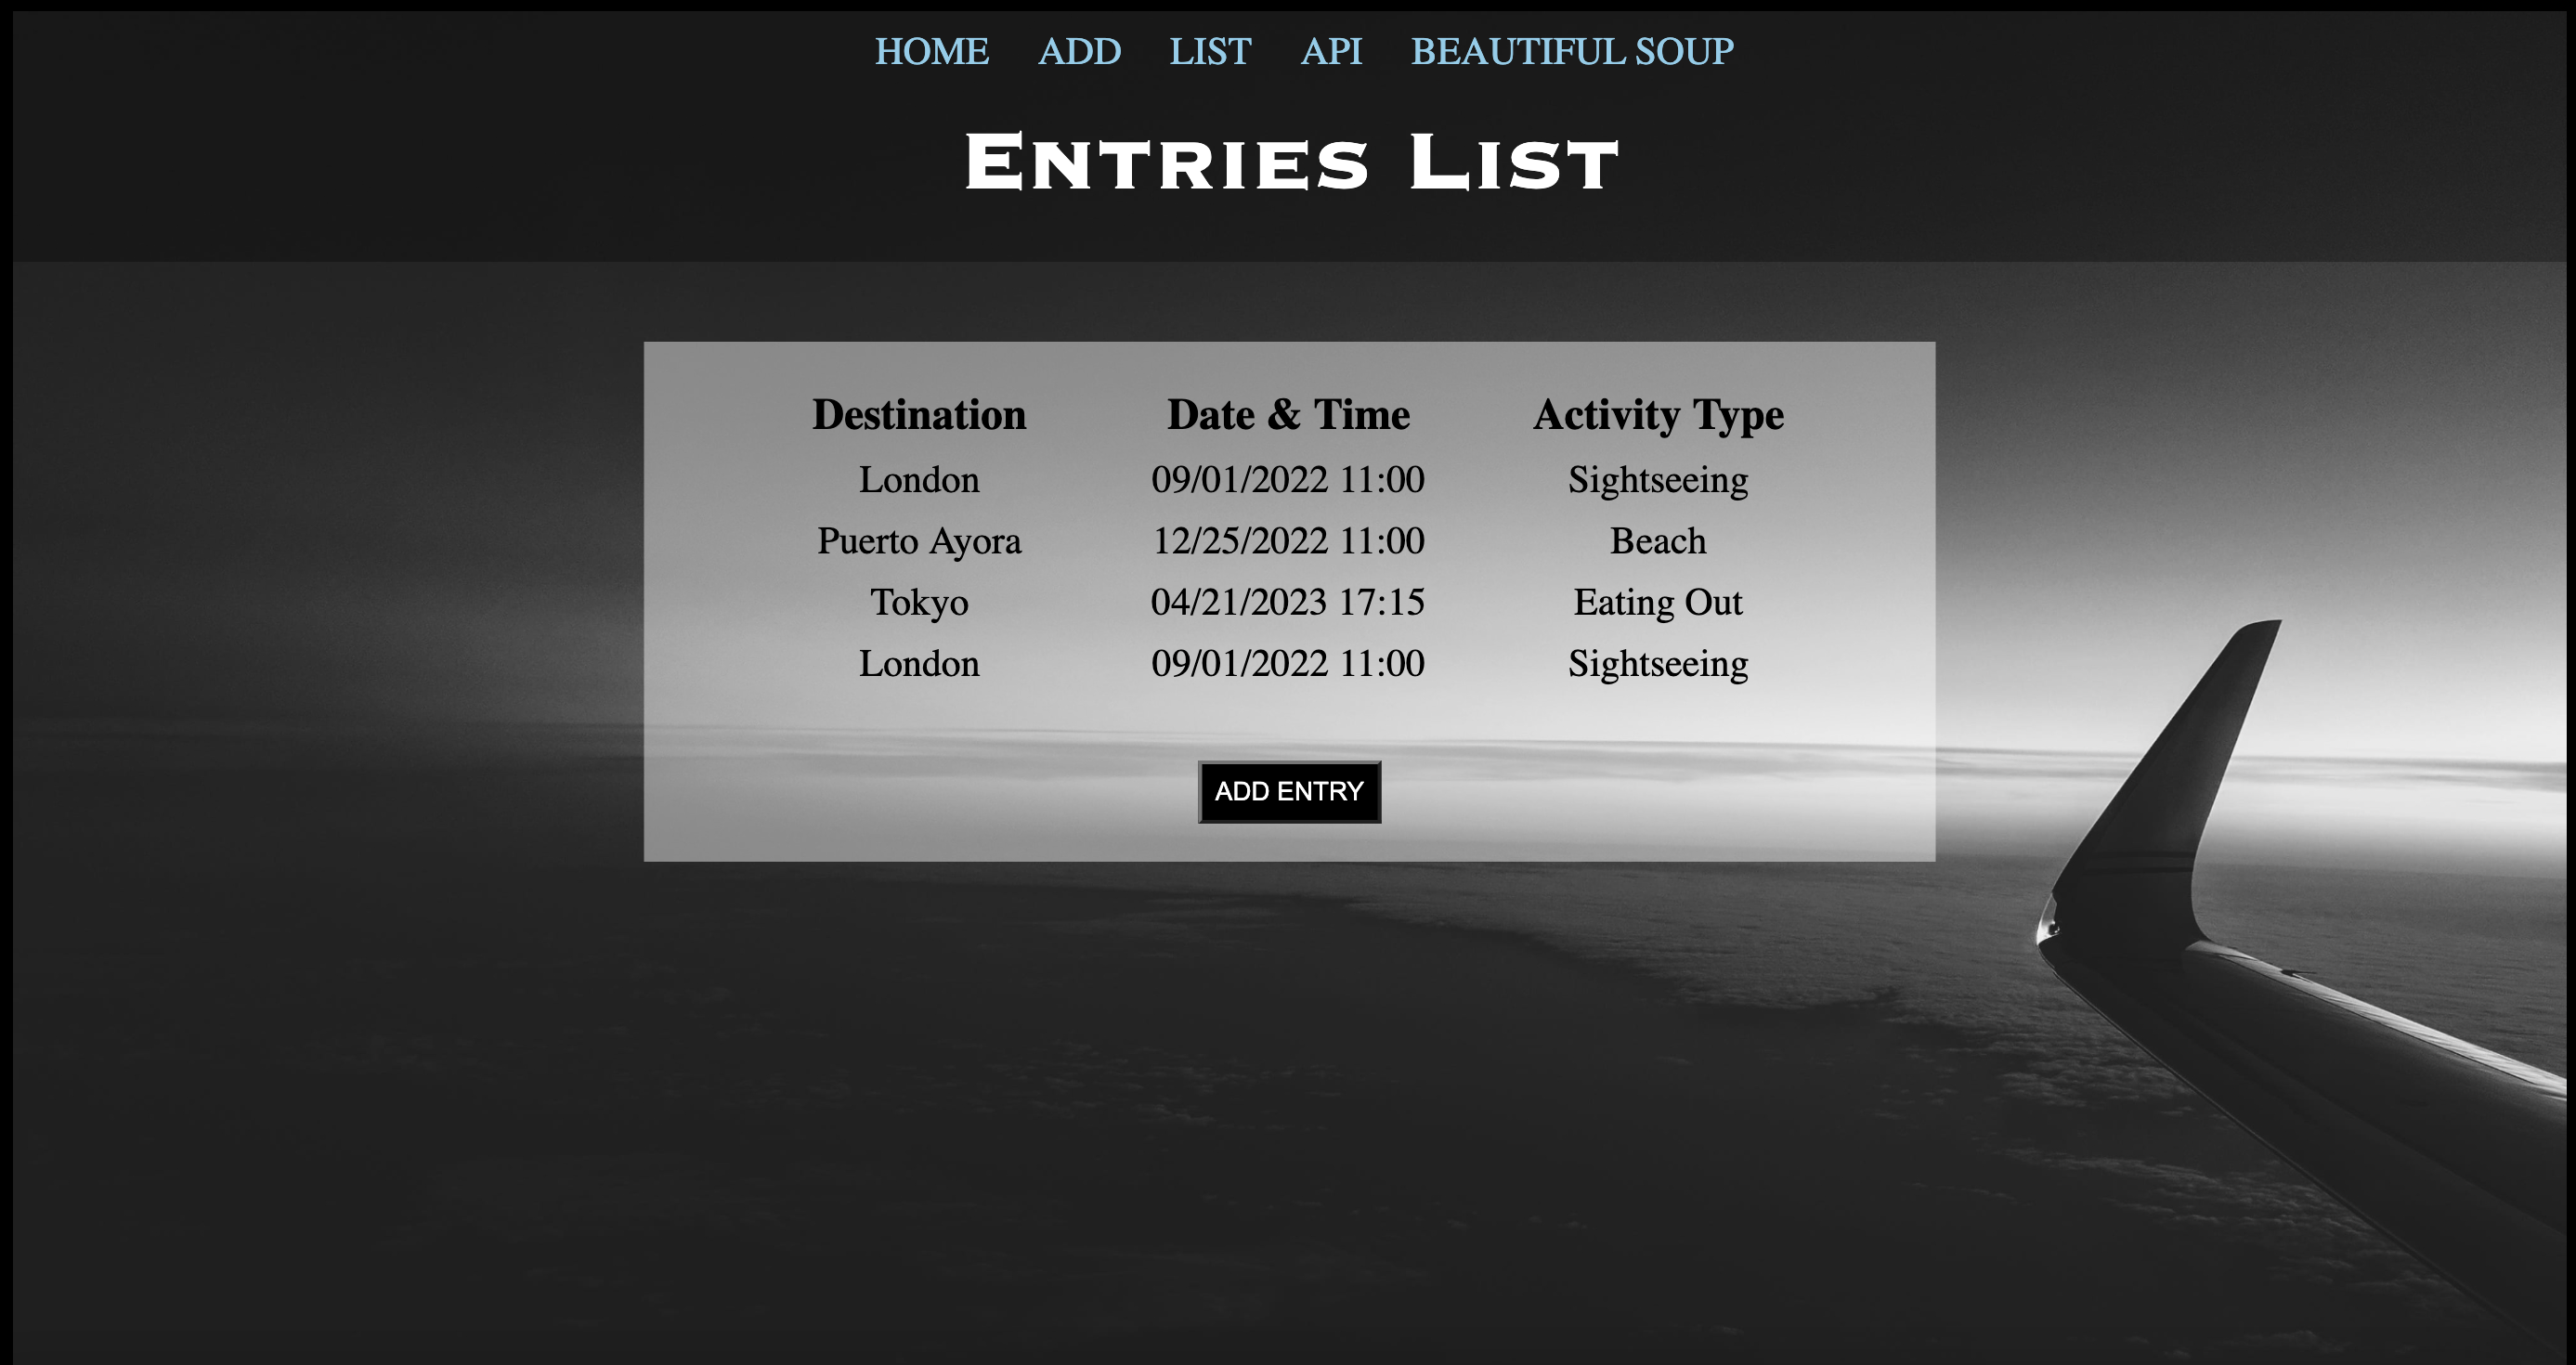 HOME ADD LIST API BEAUTIFUL SOUP
Entries List
Destination Date & Time Activity Type
London 09/01/2022 11:00 Sightseeing
Puerto Ayora 12/25/2022 11:00 Beach
Tokyo 04/21/2023 17:15 Eating Out
London 09/01/2022 11:00 Sightseeing
ADD ENTRY